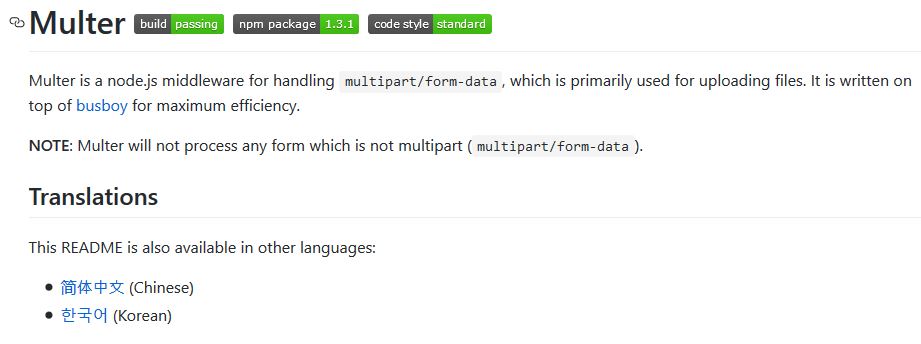 Multer build passing npm package 1.3.1 code style standard
Multer is a node.js middleware for handling multipart/form-data, which is primarily used for uploading files. It is written on
top of busboy for maximum efficiency.
NOTE: Multer will not process any form which is not multipart (multipart/form-data).
Translations
This README is also available in other languages:
• 简体中文 (Chinese)
• 한국어 (Korean)